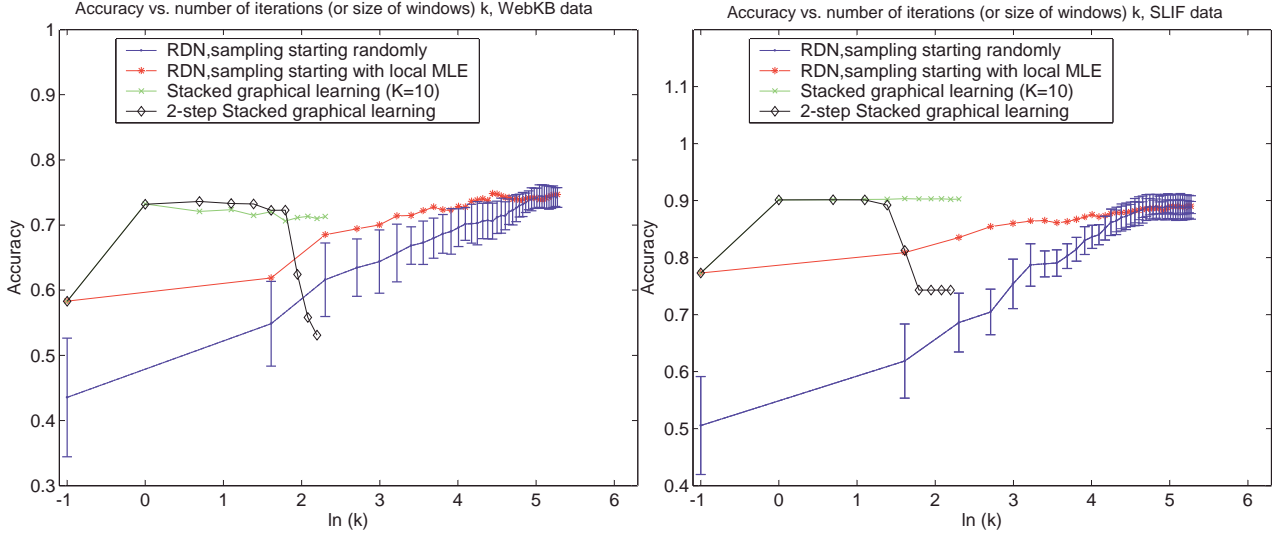 Accuracy vs. number of iterations (or size of windows) k, WebKB data
RDN,sampling starting randomly
RDN,sampling starting with local MLE
Stacked graphical learning (K=10)
2-step Stacked graphical learning
1
0.9
0.8
0.7
0.6
0.5
0.4
0.3
Accuracy
-1 0 1 2 3 4 5 6
ln (k)
Accuracy vs. number of iterations (or size of windows) k, SLIF data
RDN,sampling starting randomly
RDN,sampling starting with local MLE
Stacked graphical learning (K=10)
2-step Stacked graphical learning
1.1
1
0.9
0.8
0.7
0.6
0.5
0.4
Accuracy
-1 0 1 2 3 4 5 6
ln (k)